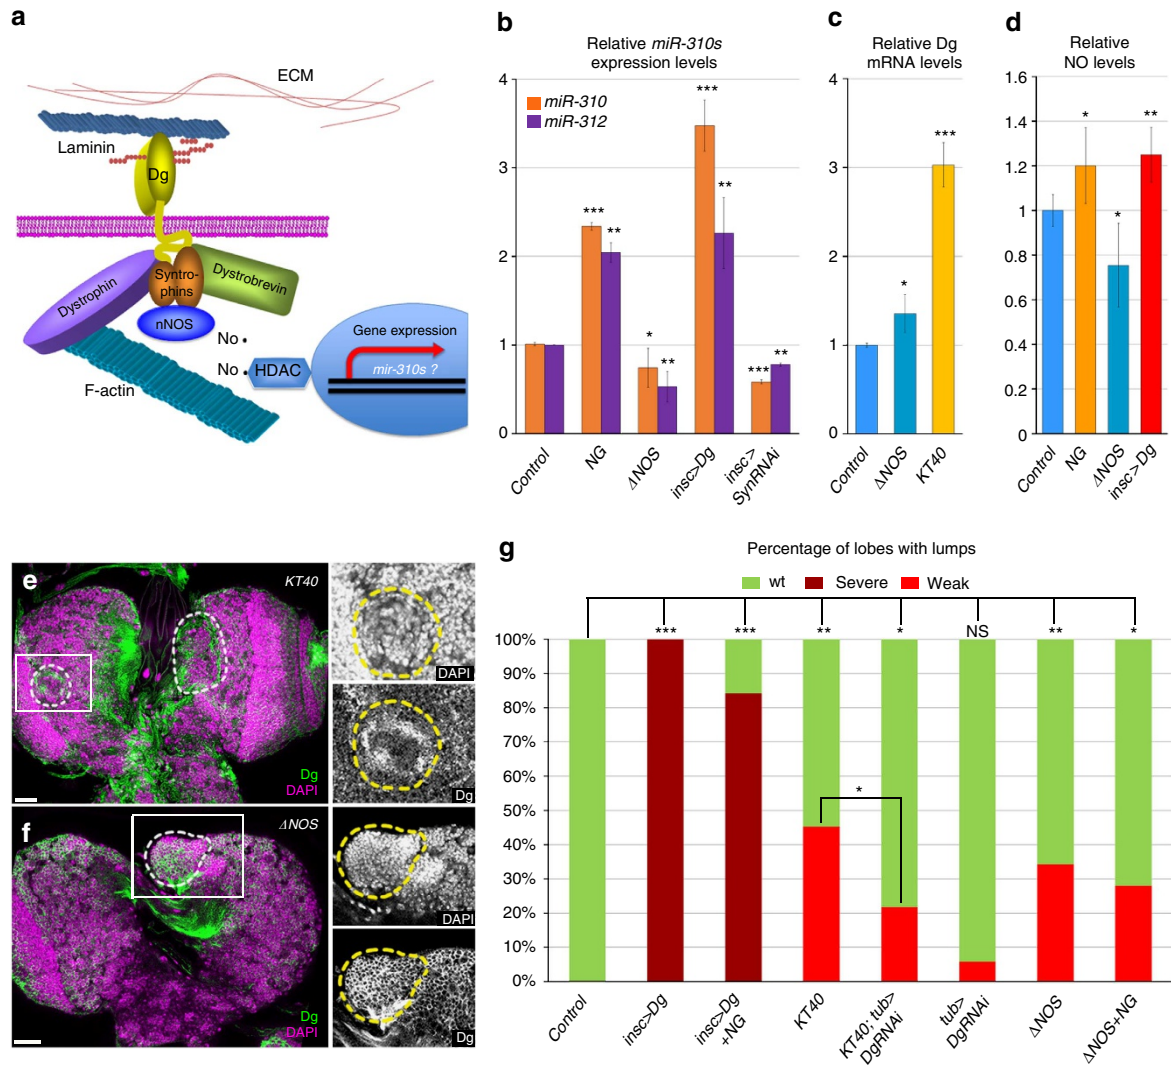 a
ECM
Laminin
Dg
Dystrophin
Syntro-
phins
Dystrobrevin
nNOS
No
No
HDAC
Gene expression
mir-310s ?
F-actin
b
Relative miR-310s
expression levels
4
3
2
1
0
miR-310
miR-312
*** ** * ** *** ** *** **
Control
NG
ΔNOS
insc>Dg
insc>
SynRNAi
c
Relative Dg
mRNA levels
4
3
2
1
0
* ***
Control
ΔNOS
KT40
d
Relative
NO levels
1.6
1.4
1.2
1
0.8
0.6
0.4
0.2
0
* * **
Control
NG
ΔNOS
insc>Dg
e
KT40
Dg
DAPI
DAPI
Dg
f
ΔNOS
Dg
DAPI
DAPI
Dg
g
Percentage of lobes with lumps
wt Severe Weak
*** *** ** * NS ** *
100%
90%
80%
70%
60%
50%
40%
30%
20%
10%
0%
*
Control
insc>Dg
insc>Dg
+NG
KT40
KT40; tub>
DgRNAi
tub>
DgRNAi
ΔNOS
ΔNOS+NG